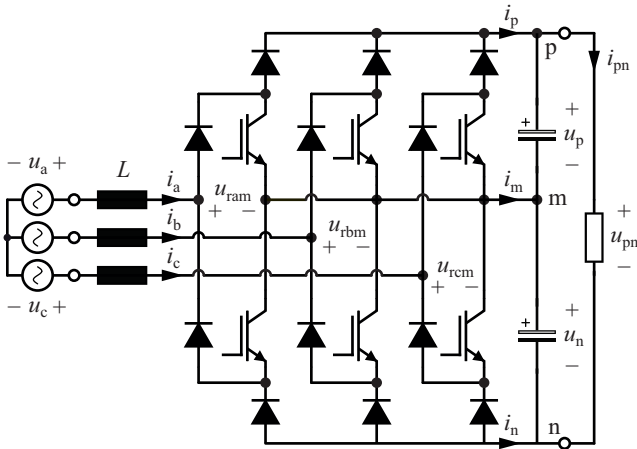 i_p
p
i_pn
+
+
u_p
−
− u_a +
L
i_a
u_ram
+ −
i_m
m
i_b
u_rbm
+ −
+
u_pn
−
i_c
u_rcm
+ −
− u_c +
+
+
u_n
−
i_n
n